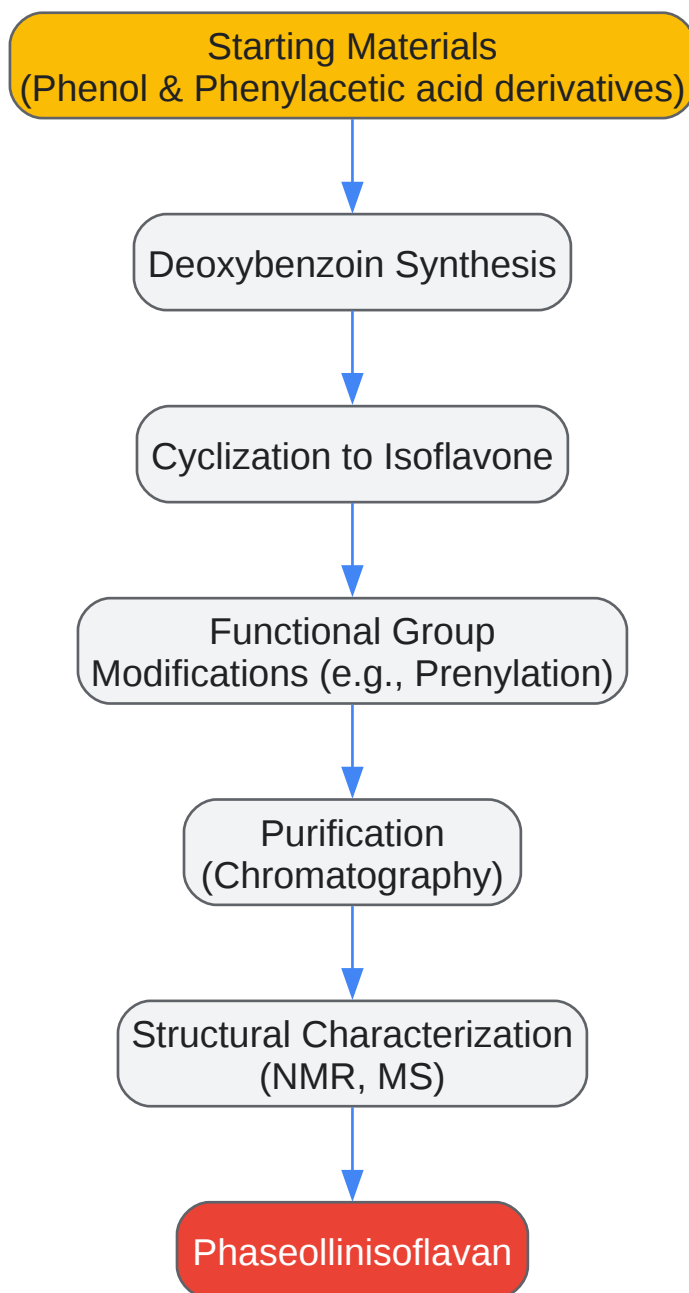 Starting Materials
(Phenol & Phenylacetic acid derivatives)
Deoxybenzoin Synthesis
Cyclization to Isoflavone
Functional Group
Modifications (e.g., Prenylation)
Purification
(Chromatography)
Structural Characterization
(NMR, MS)
Phaseollinisoflavan